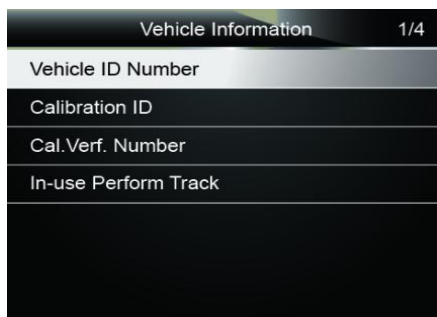 Vehicle Information 1/4
Vehicle ID Number
Calibration ID
Cal.Verf. Number
In-use Perform Track